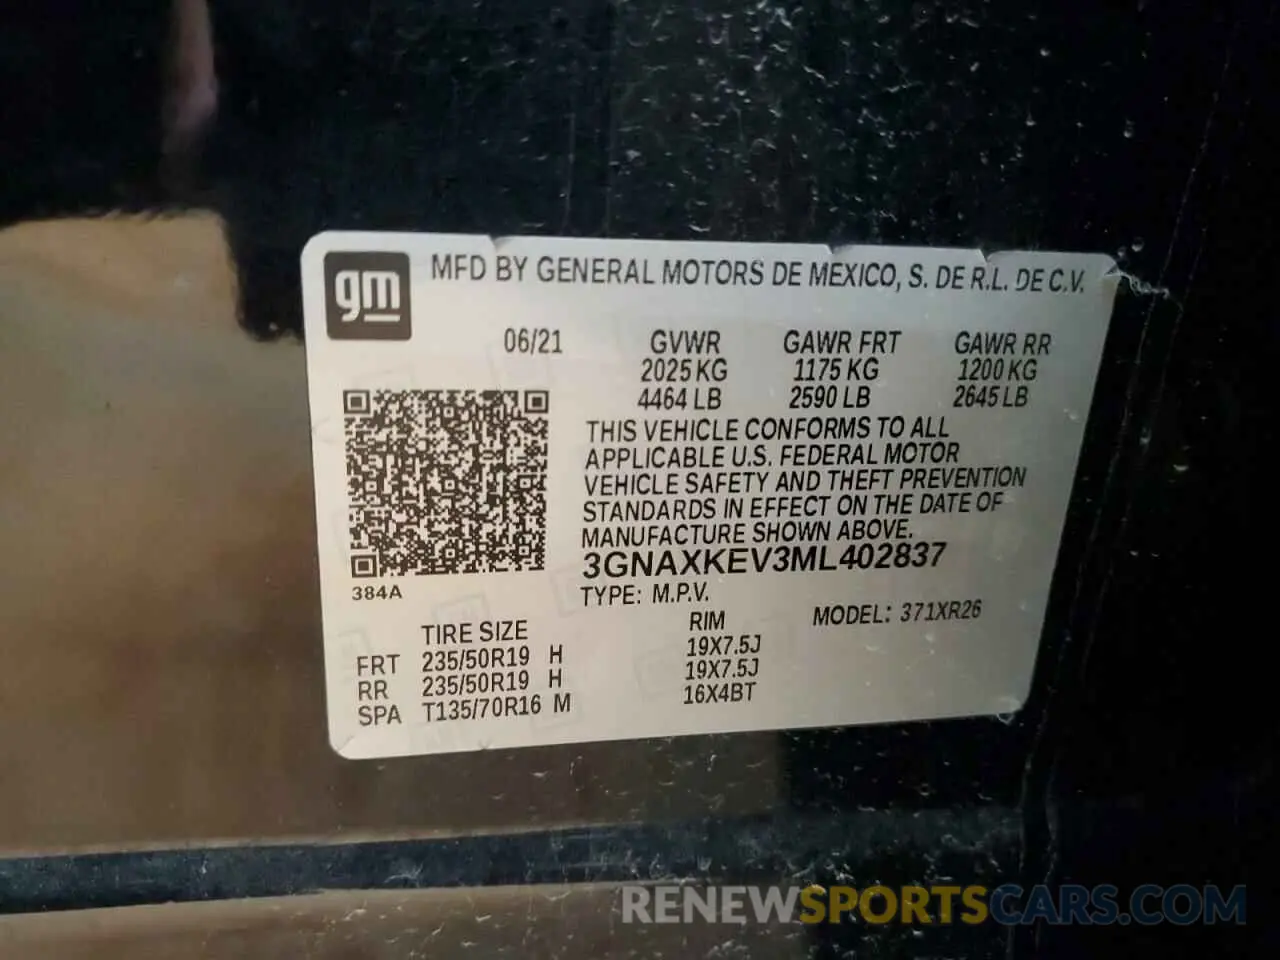 gm
MFD BY GENERAL MOTORS DE MEXICO, S. DE R.L. DE C.V.
06/21 GVWR GAWR FRT GAWR RR
2025 KG 1175 KG 1200 KG
4464 LB 2590 LB 2645 LB
THIS VEHICLE CONFORMS TO ALL
APPLICABLE U.S. FEDERAL MOTOR
VEHICLE SAFETY AND THEFT PREVENTION
STANDARDS IN EFFECT ON THE DATE OF
MANUFACTURE SHOWN ABOVE.
3GNAXKEV3ML402837
384A
TYPE: M.P.V.
MODEL: 371XR26
TIRE SIZE RIM
FRT 235/50R19 H 19X7.5J
RR 235/50R19 H 19X7.5J
SPA T135/70R16 M 16X4BT
RENEWSPORTSCARS.COM